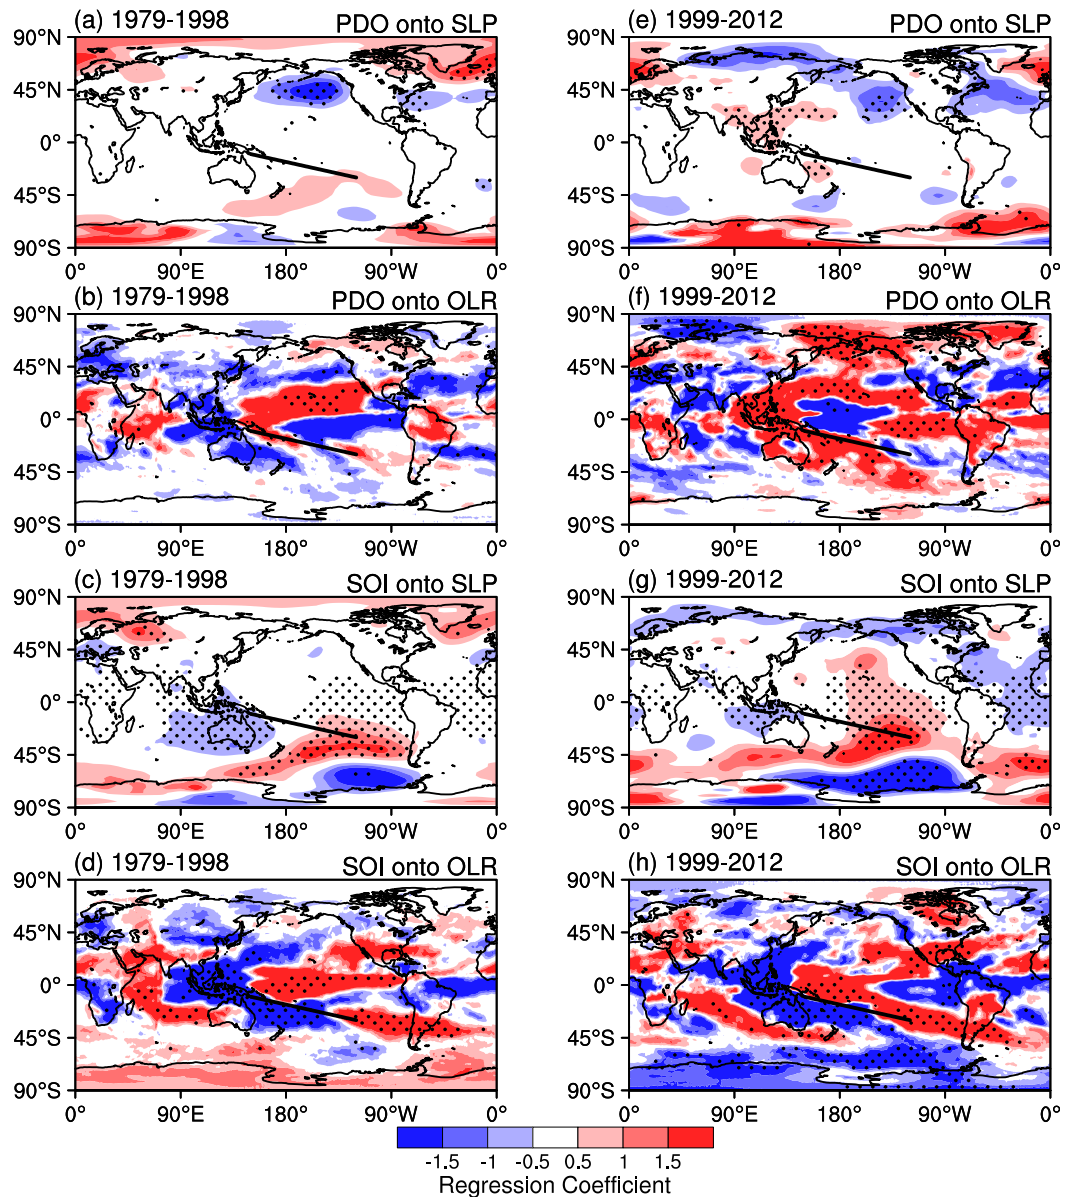 (a) 1979-1998 PDO onto SLP
90°N
45°N
0°
45°S
90°S
0° 90°E 180° 90°W 0°
(e) 1999-2012 PDO onto SLP
90°N
45°N
0°
45°S
90°S
0° 90°E 180° 90°W 0°
(b) 1979-1998 PDO onto OLR
90°N
45°N
0°
45°S
90°S
0° 90°E 180° 90°W 0°
(f) 1999-2012 PDO onto OLR
90°N
45°N
0°
45°S
90°S
0° 90°E 180° 90°W 0°
(c) 1979-1998 SOI onto SLP
90°N
45°N
0°
45°S
90°S
0° 90°E 180° 90°W 0°
(g) 1999-2012 SOI onto SLP
90°N
45°N
0°
45°S
90°S
0° 90°E 180° 90°W 0°
(d) 1979-1998 SOI onto OLR
90°N
45°N
0°
45°S
90°S
0° 90°E 180° 90°W 0°
(h) 1999-2012 SOI onto OLR
90°N
45°N
0°
45°S
90°S
0° 90°E 180° 90°W 0°
-1.5 -1 -0.5 0.5 1 1.5
Regression Coefficient